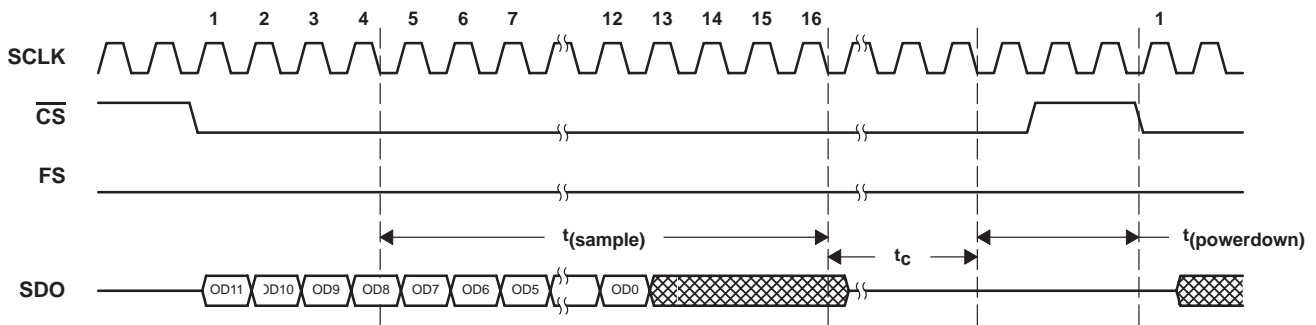 1 2 3 4 5 6 7 12 13 14 15 16 1
SCLK
CS
FS
t(sample)
t(powerdown)
tc
SDO OD11 OD10 OD9 OD8 OD7 OD6 OD5 OD0